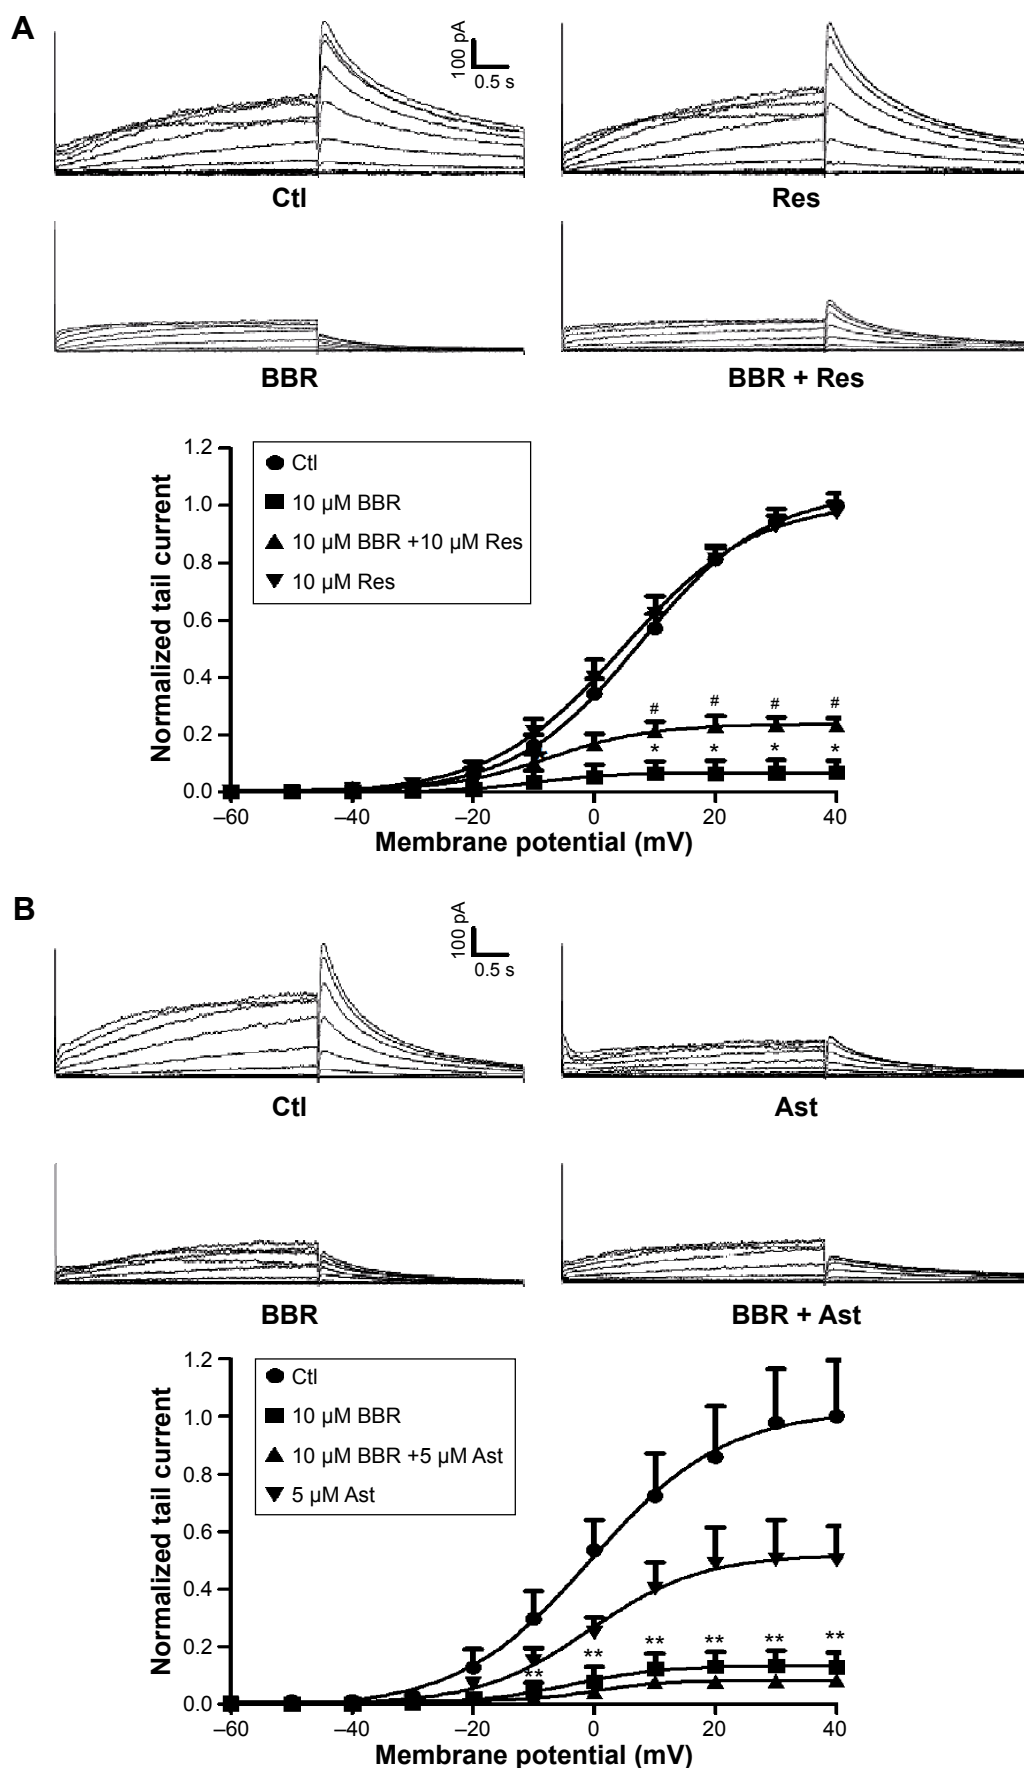 A
100 pA
0.5 s
Ctl
Res
BBR
BBR + Res
Normalized tail current
1.2
1.0
0.8
0.6
0.4
0.2
0.0
Ctl
10 µM BBR
10 µM BBR +10 µM Res
10 µM Res
# # # #
* * * *
–60 –40 –20 0 20 40
Membrane potential (mV)
B
100 pA
0.5 s
Ctl
Ast
BBR
BBR + Ast
Normalized tail current
1.2
1.0
0.8
0.6
0.4
0.2
0.0
Ctl
10 µM BBR
10 µM BBR +5 µM Ast
5 µM Ast
** ** ** ** ** **
–60 –40 –20 0 20 40
Membrane potential (mV)